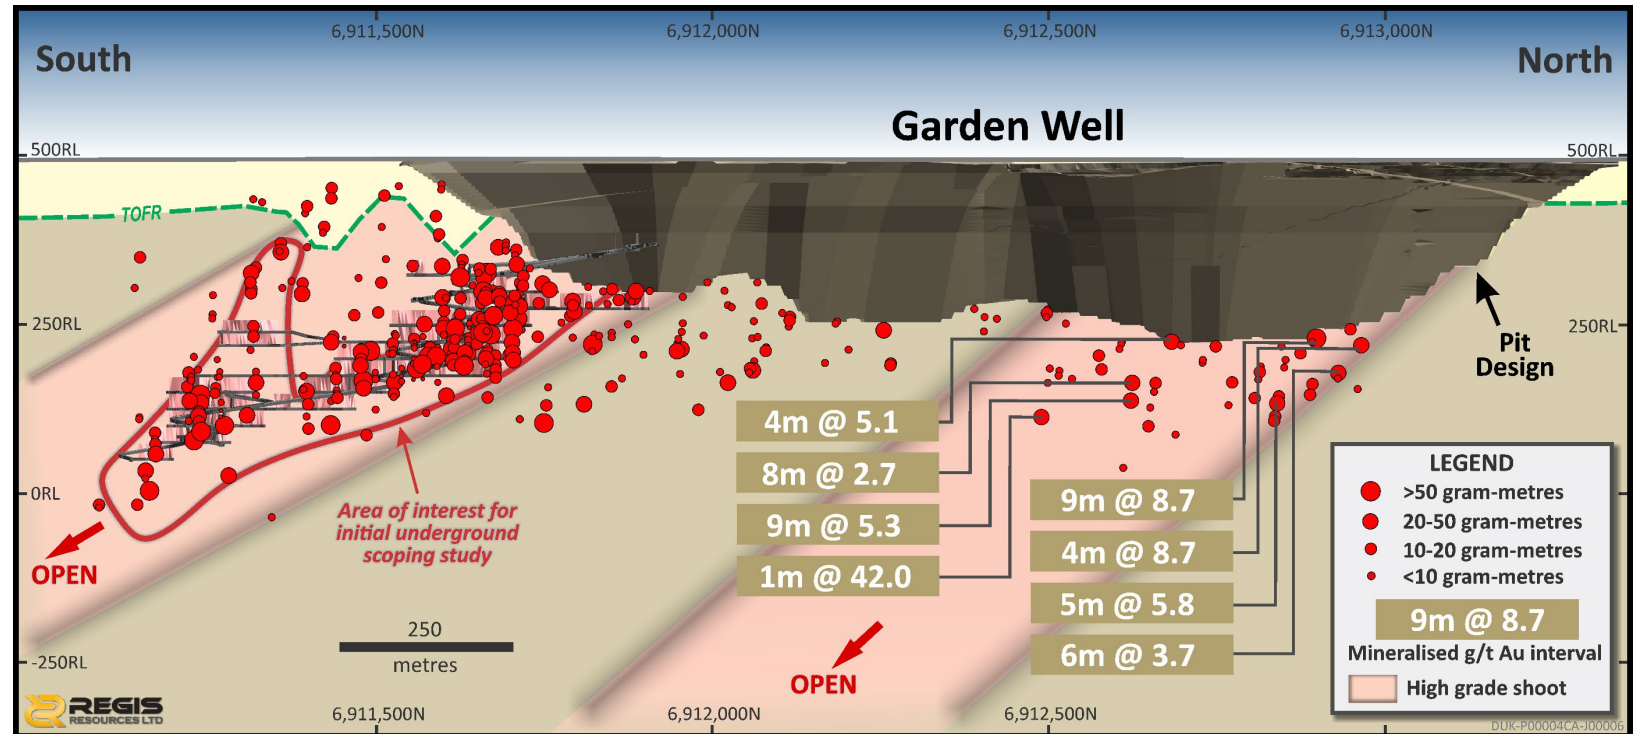 6,911,500N
6,912,000N
6,912,500N
6,913,000N
South
North
Garden Well
500RL
500RL
TOFR
250RL
250RL
Pit
Design
4m @ 5.1
8m @ 2.7
9m @ 5.3
1m @ 42.0
9m @ 8.7
4m @ 8.7
5m @ 5.8
6m @ 3.7
0RL
Area of interest for
initial underground
scoping study
OPEN
250
metres
OPEN
-250RL
LEGEND
>50 gram-metres
20-50 gram-metres
10-20 gram-metres
<10 gram-metres
9m @ 8.7
Mineralised g/t Au interval
High grade shoot
REGIS
RESOURCES LTD
6,911,500N
6,912,000N
6,912,500N
DUK-P00004CA-J00006